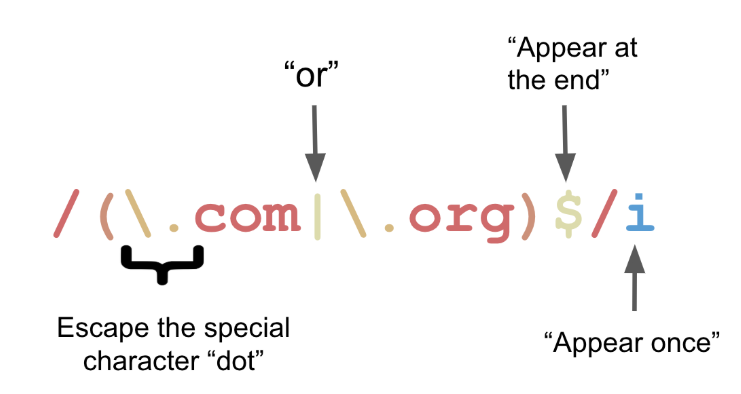 “Appear at
the end”
“or”
/(\.com|\.org)$/i
Escape the special
character “dot”
“Appear once”